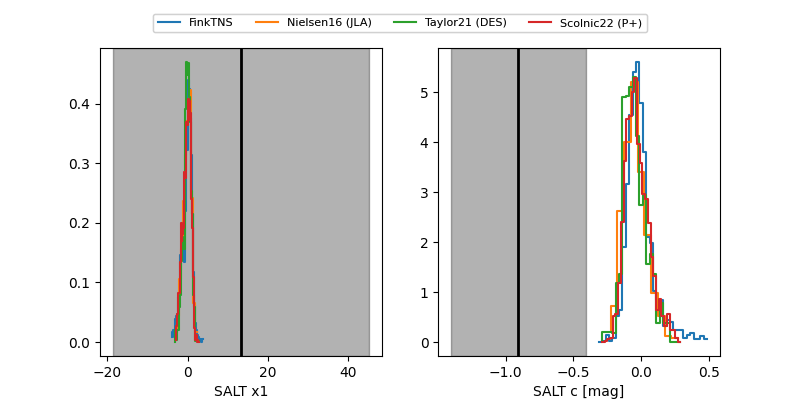 FinkTNS Nielsen16 (JLA) Taylor21 (DES) Scolnic22 (P+)
0.4
0.3
0.2
0.1
0.0
−20 0 20 40
SALT x1
5
4
3
2
1
0
−1.0 −0.5 0.0 0.5
SALT c [mag]